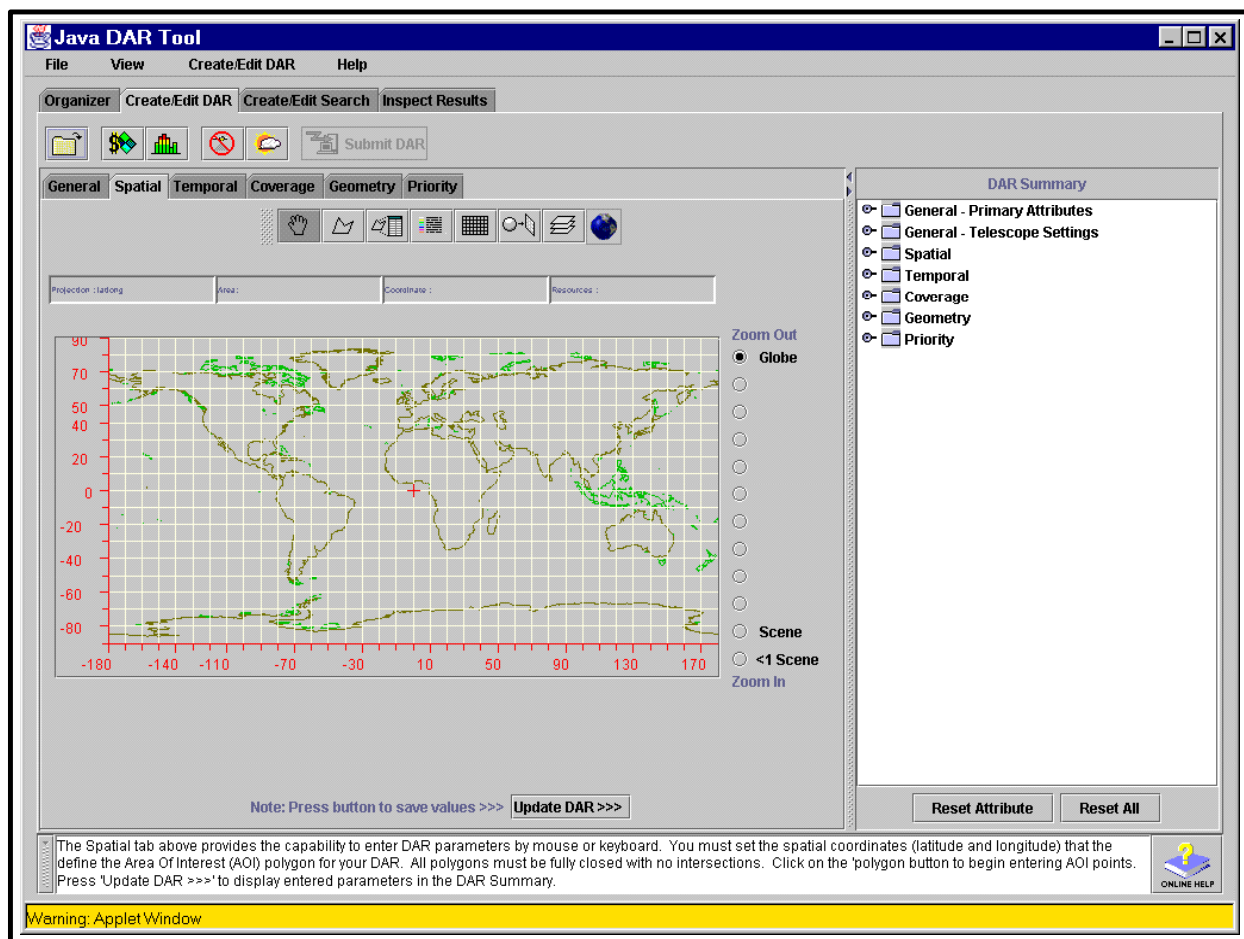 Java DAR Tool
File View Create/Edit DAR Help
Organizer Create/Edit DAR Create/Edit Search Inspect Results
$ Submit DAR
General Spatial Temporal Coverage Geometry Priority
Projection : latlong Area: Coordinate : Resources :
Zoom Out
Globe
Scene
<1 Scene
Zoom In
90
70
50
40
20
0
-20
-40
-60
-80
-180 -140 -110 -70 -30 10 50 90 130 170
Note: Press button to save values >>> Update DAR >>>
DAR Summary
General - Primary Attributes
General - Telescope Settings
Spatial
Temporal
Coverage
Geometry
Priority
Reset Attribute Reset All
The Spatial tab above provides the capability to enter DAR parameters by mouse or keyboard. You must set the spatial coordinates (latitude and longitude) that the
define the Area Of Interest (AOI) polygon for your DAR. All polygons must be fully closed with no intersections. Click on the 'polygon button to begin entering AOI points.
Press 'Update DAR >>>' to display entered parameters in the DAR Summary.
?
ONLINE HELP
Warning: Applet Window